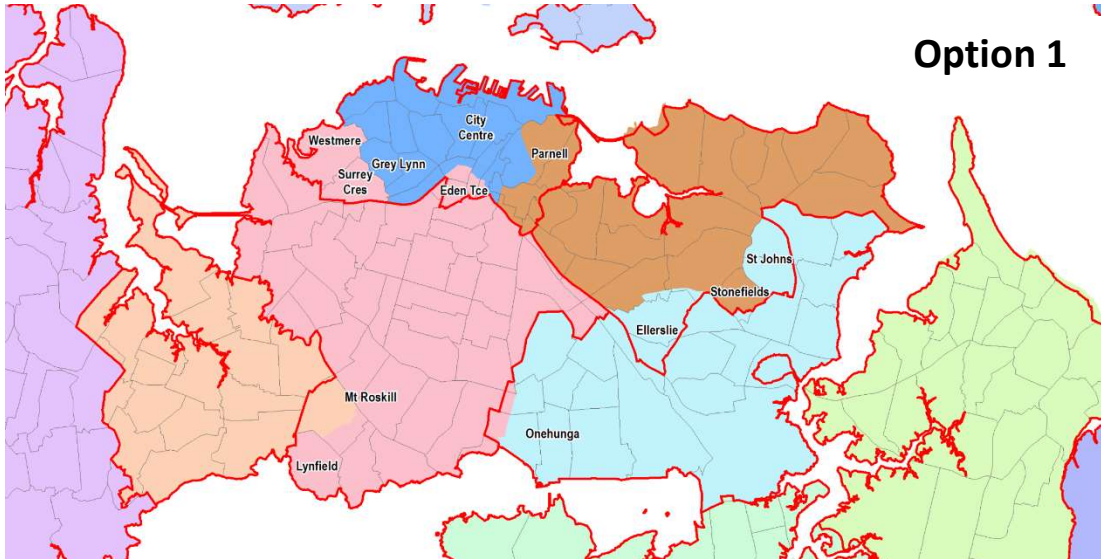 Option 1
City
Centre
Westmere
Parnell
Grey Lynn
Surrey
Cres
Eden Tce
St Johns
Stonefields
Ellerslie
Mt Roskill
Onehunga
Lynfield